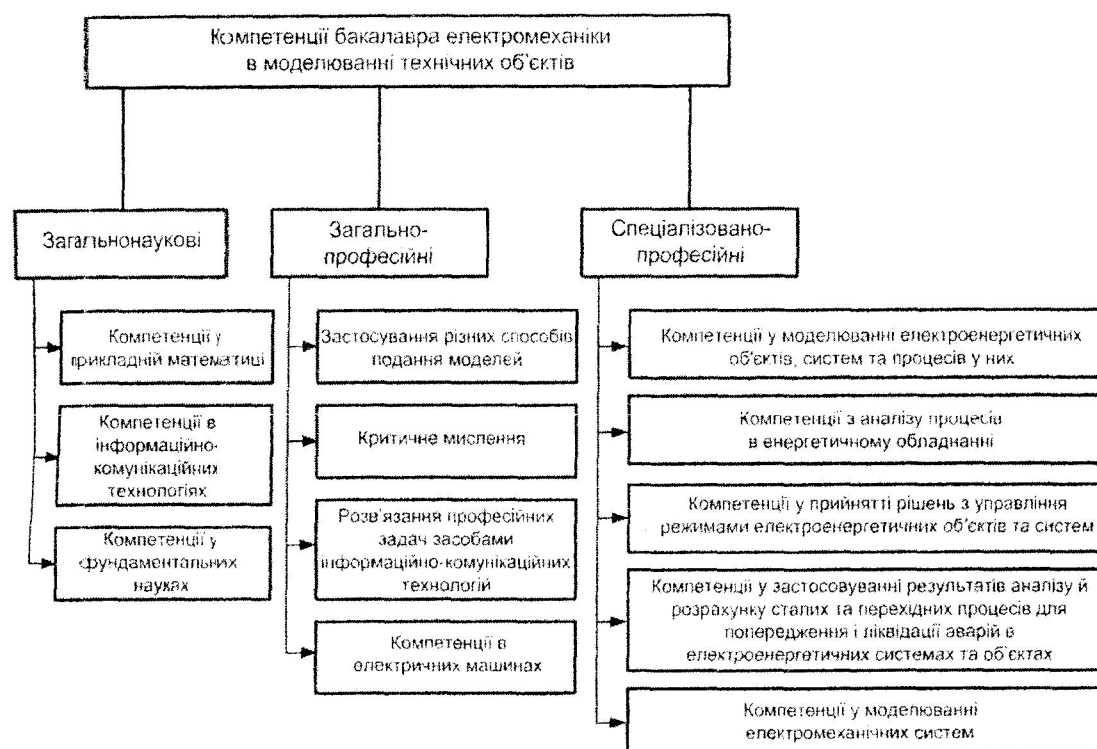 Компетенції бакалавра електромеханіки
в моделюванні технічних об'єктів
Загальнонаукові
Компетенції у
прикладній математиці
Компетенції в
інформаційно-
комунікаційних
технологіях
Компетенції у
фундаментальних
науках
Загально-
професійні
Застосування різних способів
подання моделей
Критичне мислення
Розв'язання професійних
задач засобами
інформаційно-комунікаційних
технологій
Компетенції в
електричних машинах
Спеціалізовано-
професійні
Компетенції у моделюванні електроенергетичних
об'єктів, систем та процесів у них
Компетенції з аналізу процесів
в енергетичному обладнанні
Компетенції у прийнятті рішень з управління
режимами електроенергетичних об'єктів та систем
Компетенції у застосовуванні результатів аналізу й
розрахунку сталих та перехідних процесів для
попередження і ліквідації аварій в
електроенергетичних системах та об'єктах
Компетенції у моделюванні
електромеханічних систем